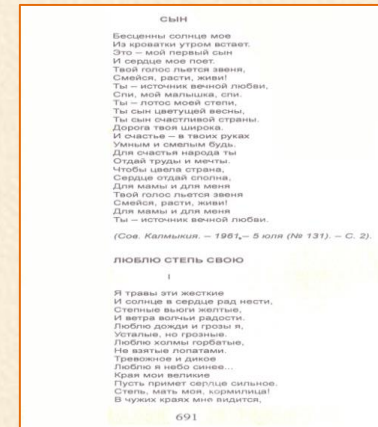 СЫН
Бесценны солнце мое
Из кроватки утром встает.
Это – мой первый сын
И сердце мое поет.
Твой голос льется звеня,
Смейся, расти, живи!
Ты – источник вечной любви,
Спи, мой малышка, спи.
Ты – лотос моей степи,
Ты сын цветущей весны,
Ты сын счастливой страны.
Дорога твоя широка.
И счастье – в твоих руках
Умным и смелым будь.
Для счастья народа ты
Отдай труды и мечты.
Чтобы цвела страна,
Сердце отдай сполна,
Для мамы и для меня
Твой голос льется звеня
Смейся, расти, живи!
Для мамы и для меня
Ты – источник вечной любви.
(Сов. Калмыкия. – 1961,– 5 юля (№ 131). – С. 2).
ЛЮБЛЮ СТЕПЬ СВОЮ
I
Я травы эти жесткие
И солнце в сердце рад нести,
Степные вьюги желтые,
И ветра волчьи радости.
Люблю дожди и грозы я,
Усталые, но грозные.
Люблю холмы горбатые,
Не взятые лопатами.
Тревожное и дикое
Люблю я небо синее...
Края мои великие
Пусть примет сердце сильное.
Степь, мать моя, кормилица!
В чужих краях мне видится,
691